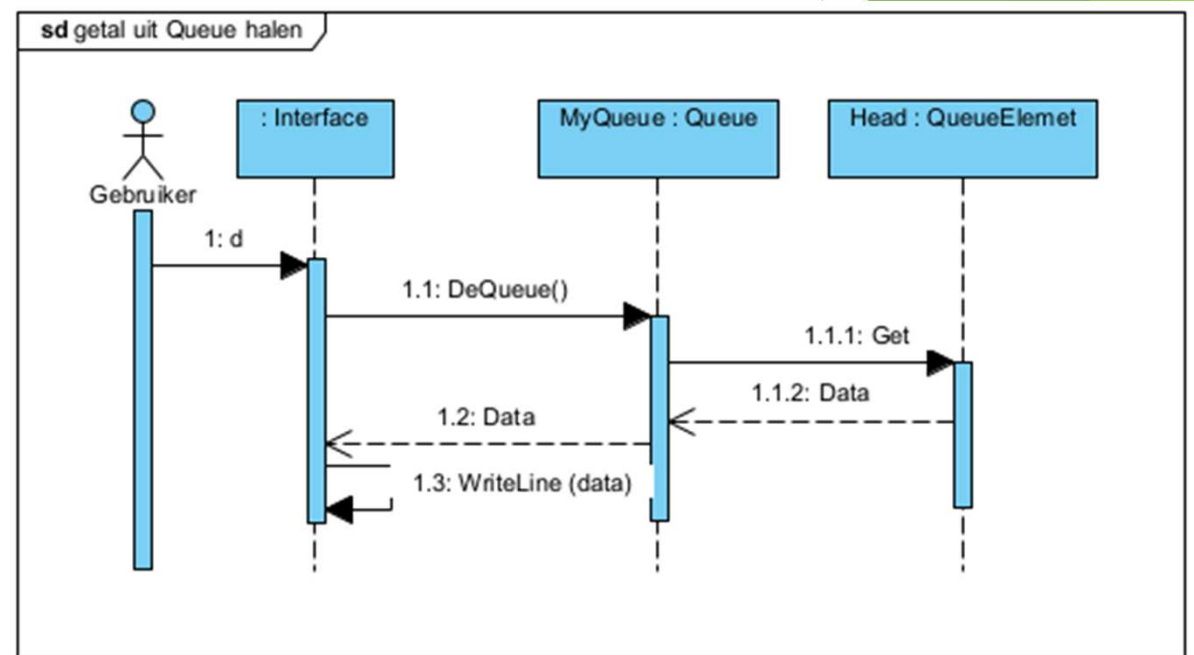 sd getal uit Queue halen
: Interface
MyQueue : Queue
Head : QueueElemet
Gebruiker
1: d
1.1: DeQueue()
1.1.1: Get
1.1.2: Data
1.2: Data
1.3: WriteLine (data)